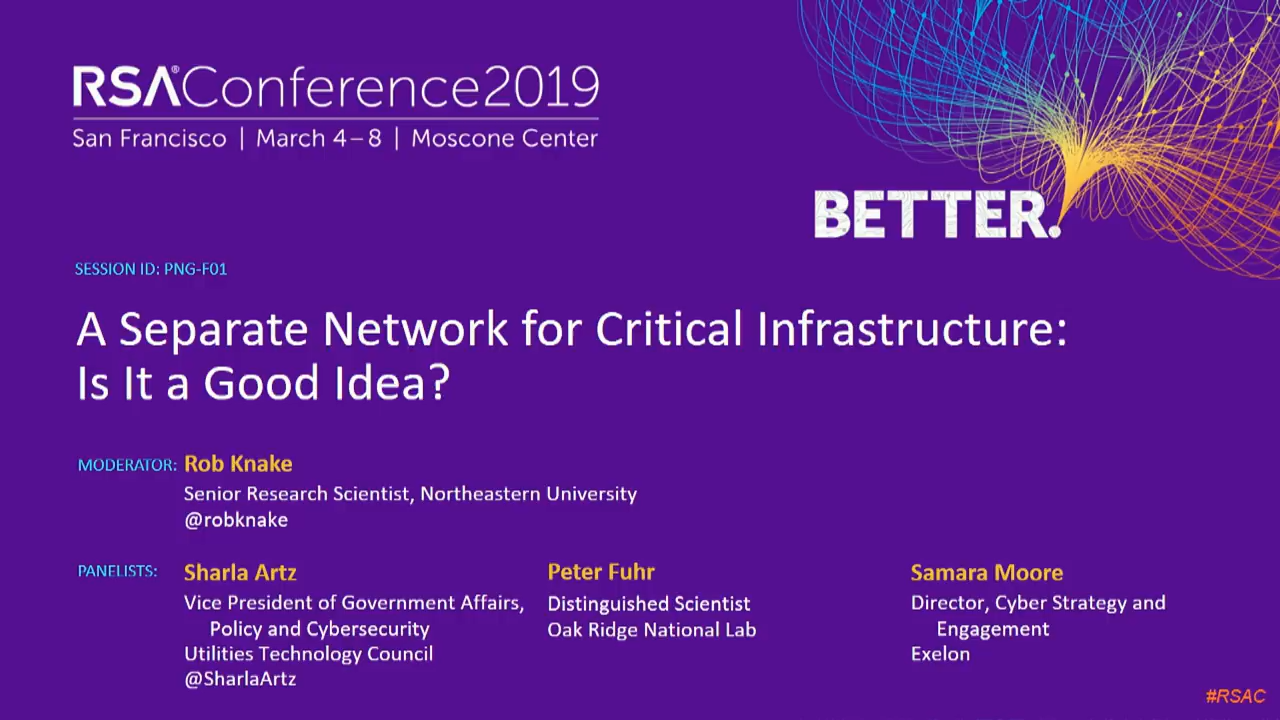 RSA®Conference2019
San Francisco | March 4–8 | Moscone Center
BETTER.
SESSION ID: PNG-F01
A Separate Network for Critical Infrastructure:
Is It a Good Idea?
MODERATOR: Rob Knake
Senior Research Scientist, Northeastern University
@robknake
PANELISTS: Sharla Artz
Vice President of Government Affairs,
Policy and Cybersecurity
Utilities Technology Council
@SharlaArtz
Peter Fuhr
Distinguished Scientist
Oak Ridge National Lab
Samara Moore
Director, Cyber Strategy and
Engagement
Exelon
#RSAC